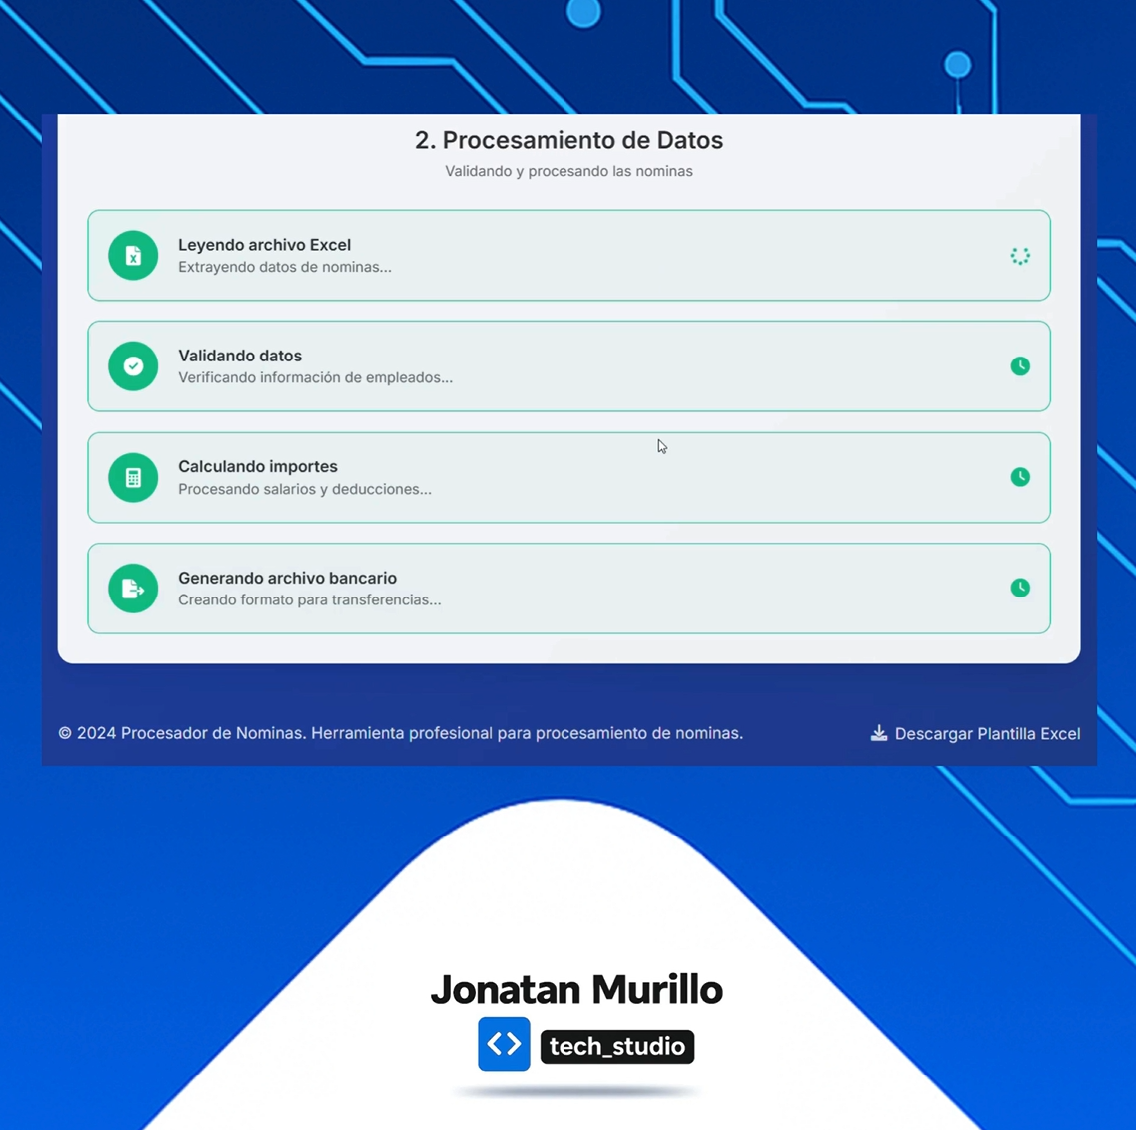 2. Procesamiento de Datos
Validando y procesando las nominas
Leyendo archivo Excel
Extrayendo datos de nominas...
Validando datos
Verificando información de empleados...
Calculando importes
Procesando salarios y deducciones...
Generando archivo bancario
Creando formato para transferencias...
© 2024 Procesador de Nominas. Herramienta profesional para procesamiento de nominas.
Descargar Plantilla Excel
Jonatan Murillo
<> tech_studio